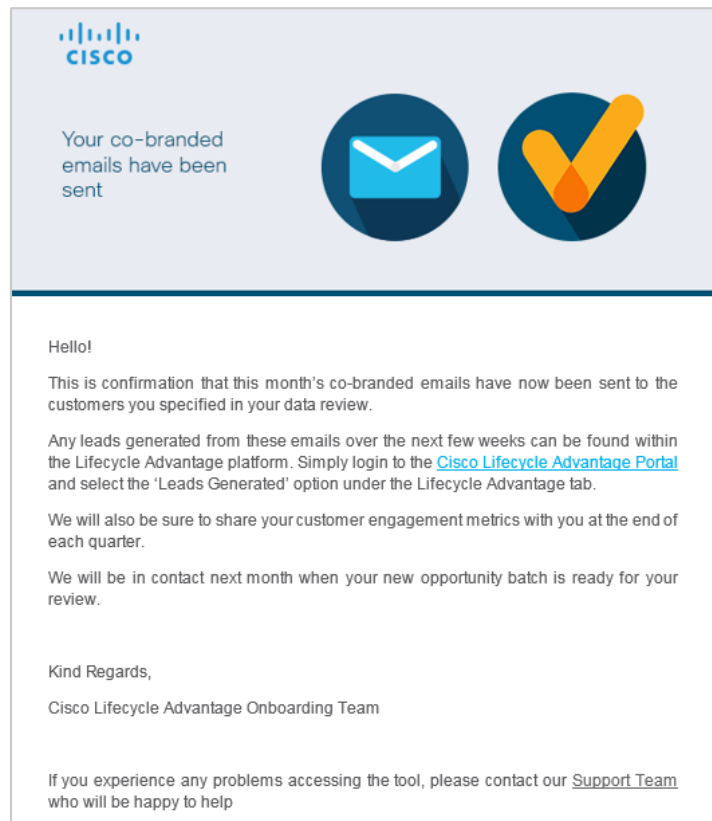 CISCO
Your co-branded
emails have been
sent
Hello!
This is confirmation that this month's co-branded emails have now been sent to the
customers you specified in your data review.
Any leads generated from these emails over the next few weeks can be found within
the Lifecycle Advantage platform. Simply login to the Cisco Lifecycle Advantage Portal
and select the ‘Leads Generated’ option under the Lifecycle Advantage tab.
We will also be sure to share your customer engagement metrics with you at the end of
each quarter.
We will be in contact next month when your new opportunity batch is ready for your
review.
Kind Regards,
Cisco Lifecycle Advantage Onboarding Team
If you experience any problems accessing the tool, please contact our Support Team
who will be happy to help